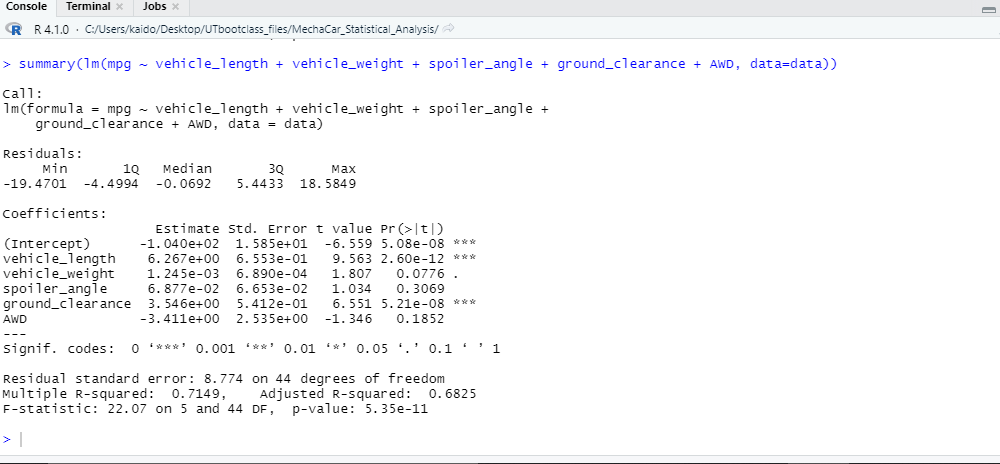 Console Terminal Jobs
R 4.1.0 · C:/Users/kaido/Desktop/UTbootclass_files/MechaCar_Statistical_Analysis/
> summary(lm(mpg ~ vehicle_length + vehicle_weight + spoiler_angle + ground_clearance + AWD, data=data))
Call:
lm(formula = mpg ~ vehicle_length + vehicle_weight + spoiler_angle +
    ground_clearance + AWD, data = data)
Residuals:
     Min       1Q   Median       3Q      Max
-19.4701  -4.4994  -0.0692   5.4433  18.5849
Coefficients:
                   Estimate Std. Error t value Pr(>|t|)
(Intercept)      -1.040e+02  1.585e+01  -6.559 5.08e-08 ***
vehicle_length    6.267e+00  6.553e-01   9.563 2.60e-12 ***
vehicle_weight    1.245e-03  6.890e-04   1.807   0.0776 .
spoiler_angle     6.877e-02  6.653e-02   1.034   0.3069
ground_clearance  3.546e+00  5.412e-01   6.551 5.21e-08 ***
AWD              -3.411e+00  2.535e+00  -1.346   0.1852
---
Signif. codes:  0 ‘***’ 0.001 ‘**’ 0.01 ‘*’ 0.05 ‘.’ 0.1 ‘ ’ 1
Residual standard error: 8.774 on 44 degrees of freedom
Multiple R-squared:  0.7149,    Adjusted R-squared:  0.6825
F-statistic: 22.07 on 5 and 44 DF,  p-value: 5.35e-11
>